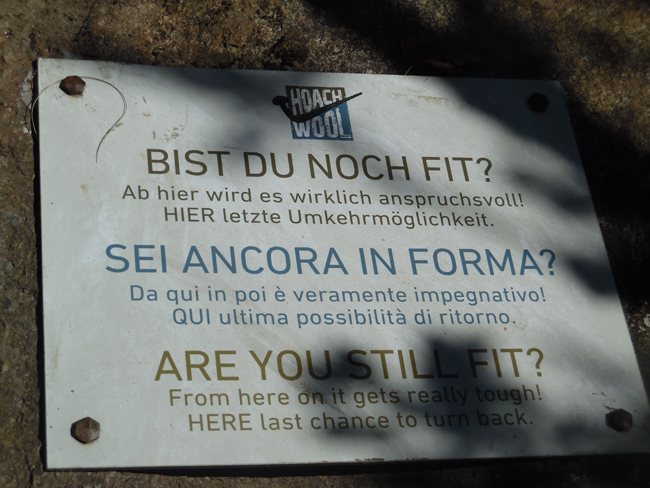 HOACH
WOOL
BIST DU NOCH FIT?
Ab hier wird es wirklich anspruchsvoll!
HIER letzte Umkehrmöglichkeit.
SEI ANCORA IN FORMA?
Da qui in poi è veramente impegnativo!
QUI ultima possibilità di ritorno.
ARE YOU STILL FIT?
From here on it gets really tough!
HERE last chance to turn back.